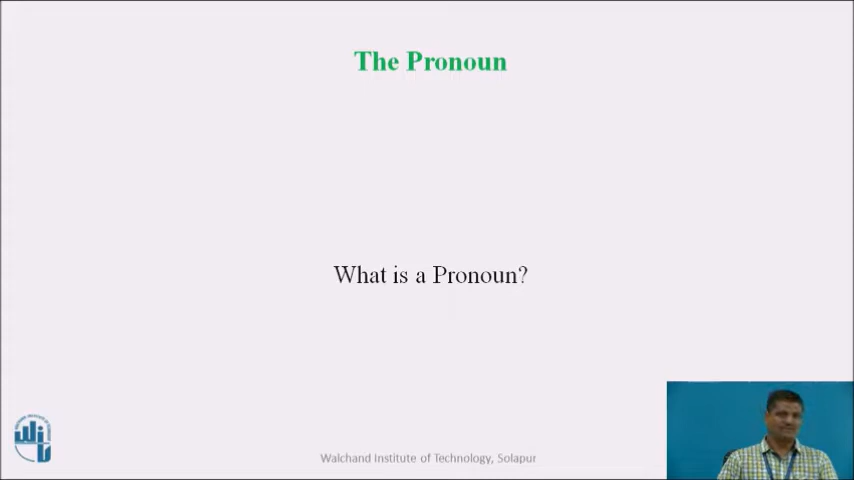 The Pronoun
What is a Pronoun?
Walchand Institute of Technology, Solapur